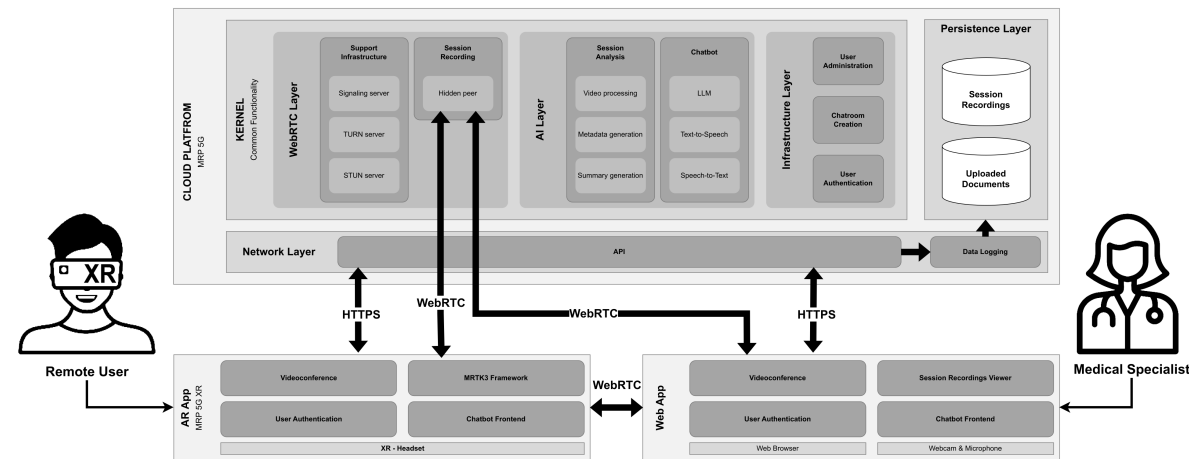 CLOUD PLATFROM
MRP 5G
KERNEL
Common Functionality
WebRTC Layer
Support
Infrastructure
Signaling server
TURN server
STUN server
Session
Recording
Hidden peer
AI Layer
Session
Analysis
Video processing
Metadata generation
Summary generation
Chatbot
LLM
Text-to-Speech
Speech-to-Text
Infrastructure Layer
User
Administration
Chatroom
Creation
User
Authentication
Persistence Layer
Session
Recordings
Uploaded
Documents
Network Layer
API
Data Logging
XR
Remote User
HTTPS
WebRTC
WebRTC
HTTPS
Medical Specialist
AR App
MRP 5G XR
Videoconference
MRTK3 Framework
User Authentication
Chatbot Frontend
XR - Headset
WebRTC
Web App
Videoconference
Session Recordings Viewer
User Authentication
Chatbot Frontend
Web Browser
Webcam & Microphone